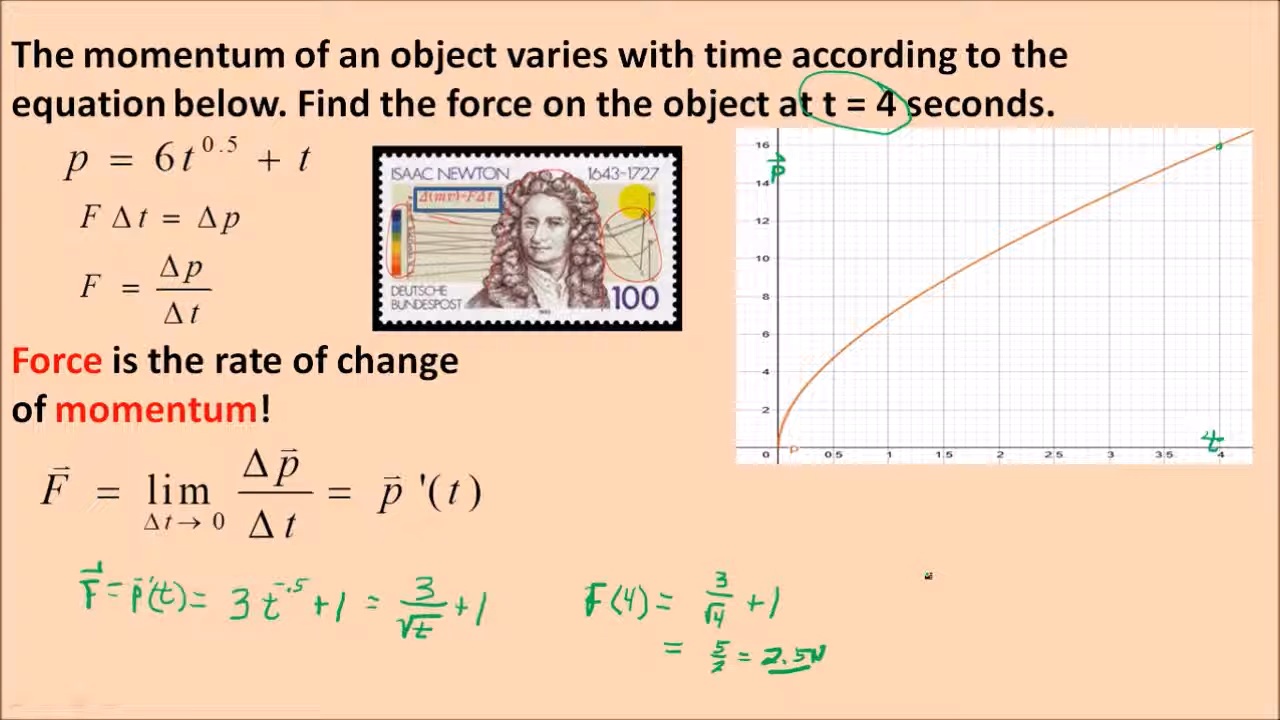 The momentum of an object varies with time according to the
equation below. Find the force on the object at t = 4 seconds.
p = 6t^0.5 + t
F Δt = Δp
F = Δp / Δt
ISAAC NEWTON 1643-1727
Δ(mv)=FΔt
DEUTSCHE
BUNDESPOST
100
16
p⃗
14
12
10
8
6
4
2
0 0.5 1 1.5 2 2.5 3 3.5 4
t
Force is the rate of change
of momentum!
F⃗ = lim Δt→0 Δp⃗ / Δt = p⃗ '(t)
F⃗ = p⃗'(t) = 3t^-.5 + 1 = 3/√t + 1
F(4) = 3/√4 + 1
= 5/2 = 2.5N